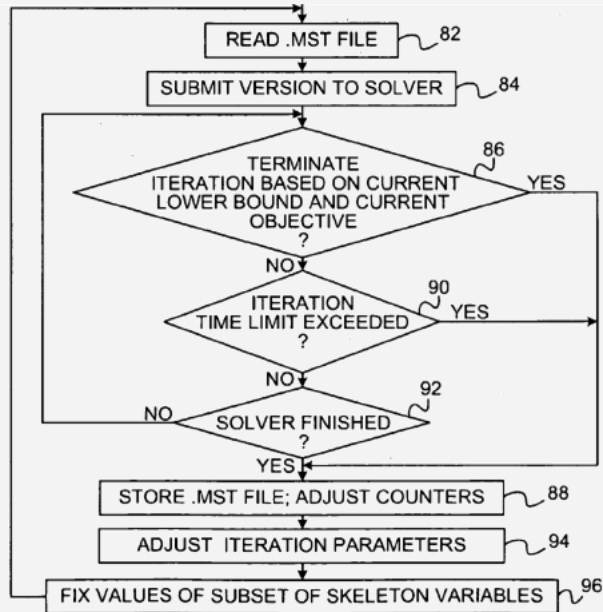 READ .MST FILE
82
SUBMIT VERSION TO SOLVER
84
86
TERMINATE
ITERATION BASED ON CURRENT
LOWER BOUND AND CURRENT
OBJECTIVE
?
YES
NO
90
ITERATION
TIME LIMIT EXCEEDED
?
YES
NO
92
NO
SOLVER FINISHED
?
YES
STORE .MST FILE; ADJUST COUNTERS
88
ADJUST ITERATION PARAMETERS
94
FIX VALUES OF SUBSET OF SKELETON VARIABLES
96